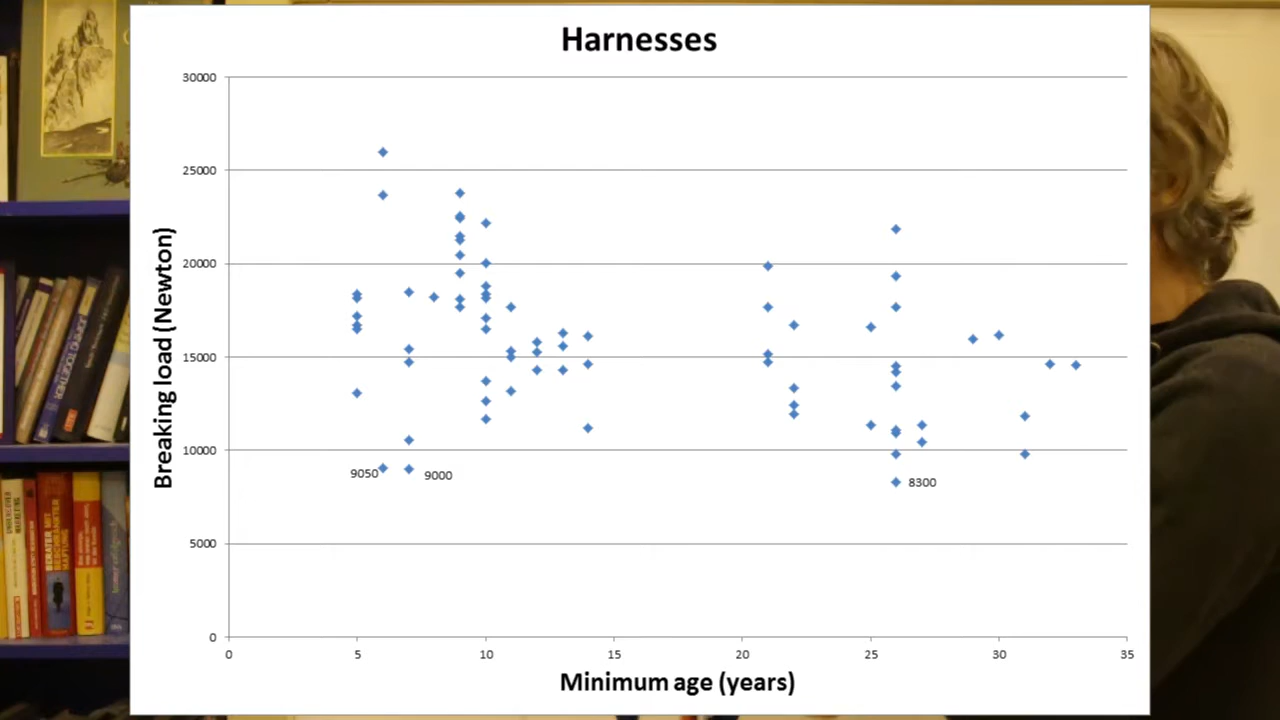 Harnesses
30000
25000
20000
15000
10000
5000
0
Breaking load (Newton)
9050
9000
8300
0 5 10 15 20 25 30 35
Minimum age (years)